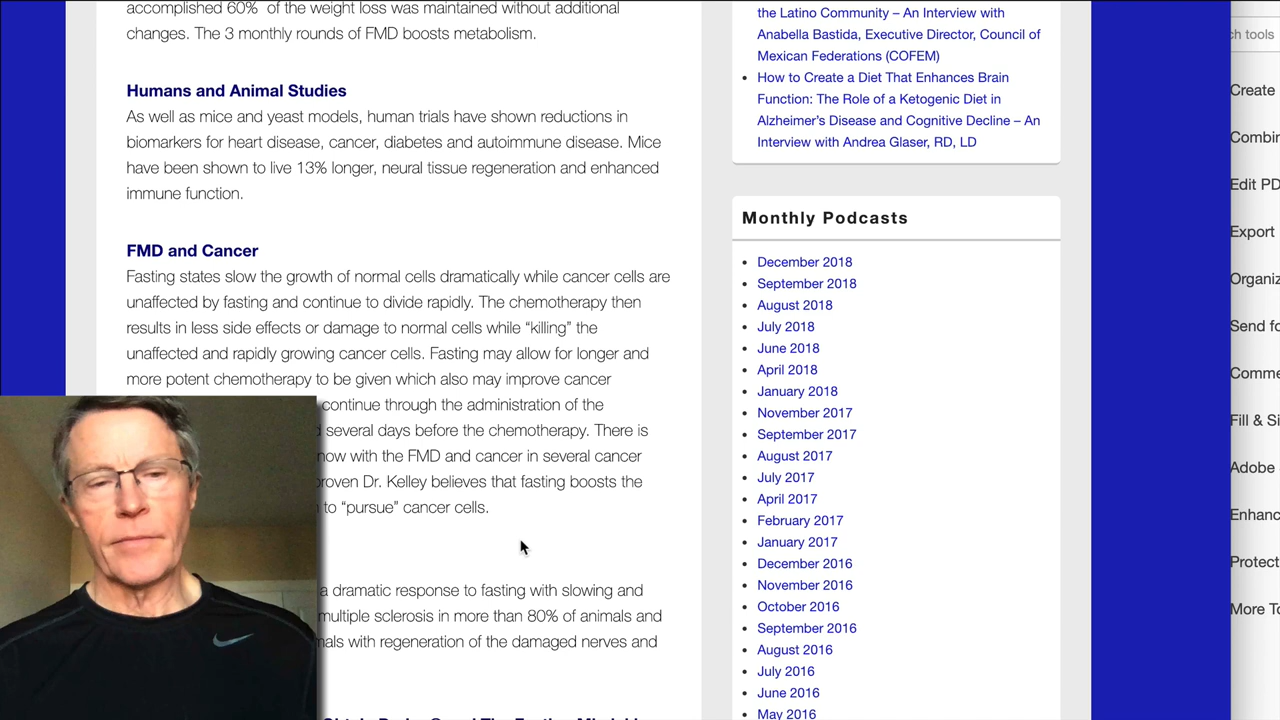 accomplished 60% of the weight loss was maintained without additional
changes. The 3 monthly rounds of FMD boosts metabolism.
Humans and Animal Studies
As well as mice and yeast models, human trials have shown reductions in
biomarkers for heart disease, cancer, diabetes and autoimmune disease. Mice
have been shown to live 13% longer, neural tissue regeneration and enhanced
immune function.
FMD and Cancer
Fasting states slow the growth of normal cells dramatically while cancer cells are
unaffected by fasting and continue to divide rapidly. The chemotherapy then
results in less side effects or damage to normal cells while “killing” the
unaffected and rapidly growing cancer cells. Fasting may allow for longer and
more potent chemotherapy to be given which also may improve cancer
continue through the administration of the
several days before the chemotherapy. There is
now with the FMD and cancer in several cancer
proven Dr. Kelley believes that fasting boosts the
to “pursue” cancer cells.
a dramatic response to fasting with slowing and
multiple sclerosis in more than 80% of animals and
mals with regeneration of the damaged nerves and
the Latino Community – An Interview with
Anabella Bastida, Executive Director, Council of
Mexican Federations (COFEM)
How to Create a Diet That Enhances Brain
Function: The Role of a Ketogenic Diet in
Alzheimer’s Disease and Cognitive Decline – An
Interview with Andrea Glaser, RD, LD
Monthly Podcasts
December 2018
September 2018
August 2018
July 2018
June 2018
April 2018
January 2018
November 2017
September 2017
August 2017
July 2017
April 2017
February 2017
January 2017
December 2016
November 2016
October 2016
September 2016
August 2016
July 2016
June 2016
May 2016
ch tools
Create
Combin
Edit PD
Export
Organiz
Send fo
Comme
Fill & Si
Adobe
Enhanc
Protect
More To